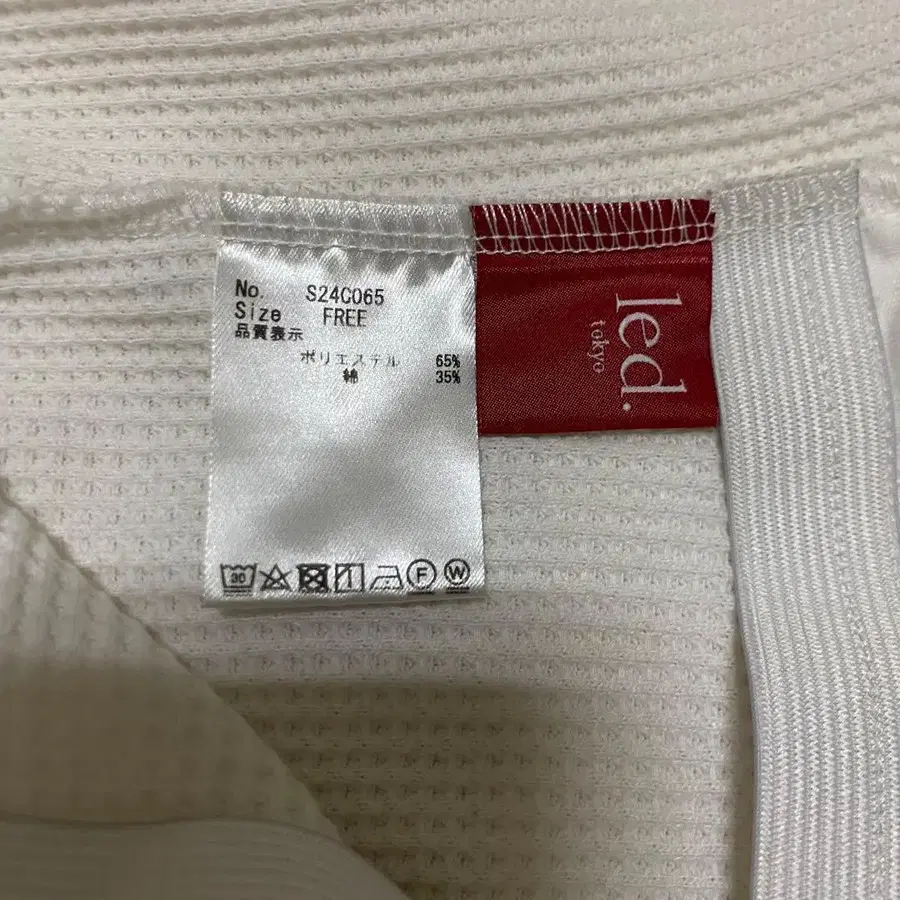 No. S24C065
Size FREE
品質表示
ポリエステル 65%
綿 35%
30
F
W
led.
tokyo